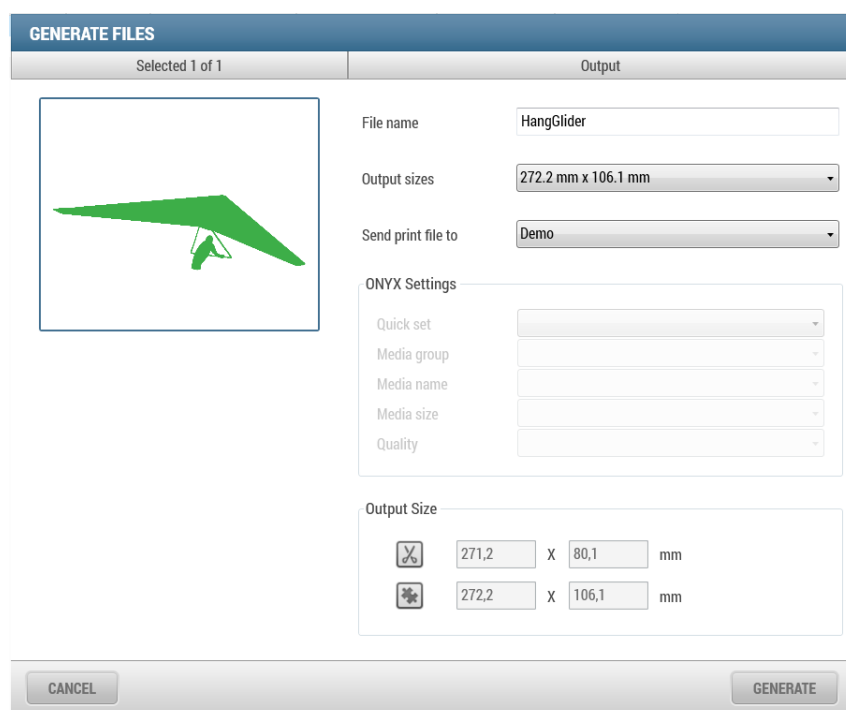 GENERATE FILES
Selected 1 of 1
Output
File name
HangGlider
Output sizes
272.2 mm x 106.1 mm
Send print file to
Demo
ONYX Settings
Quick set
Media group
Media name
Media size
Quality
Output Size
271,2 X 80,1 mm
272,2 X 106,1 mm
CANCEL
GENERATE